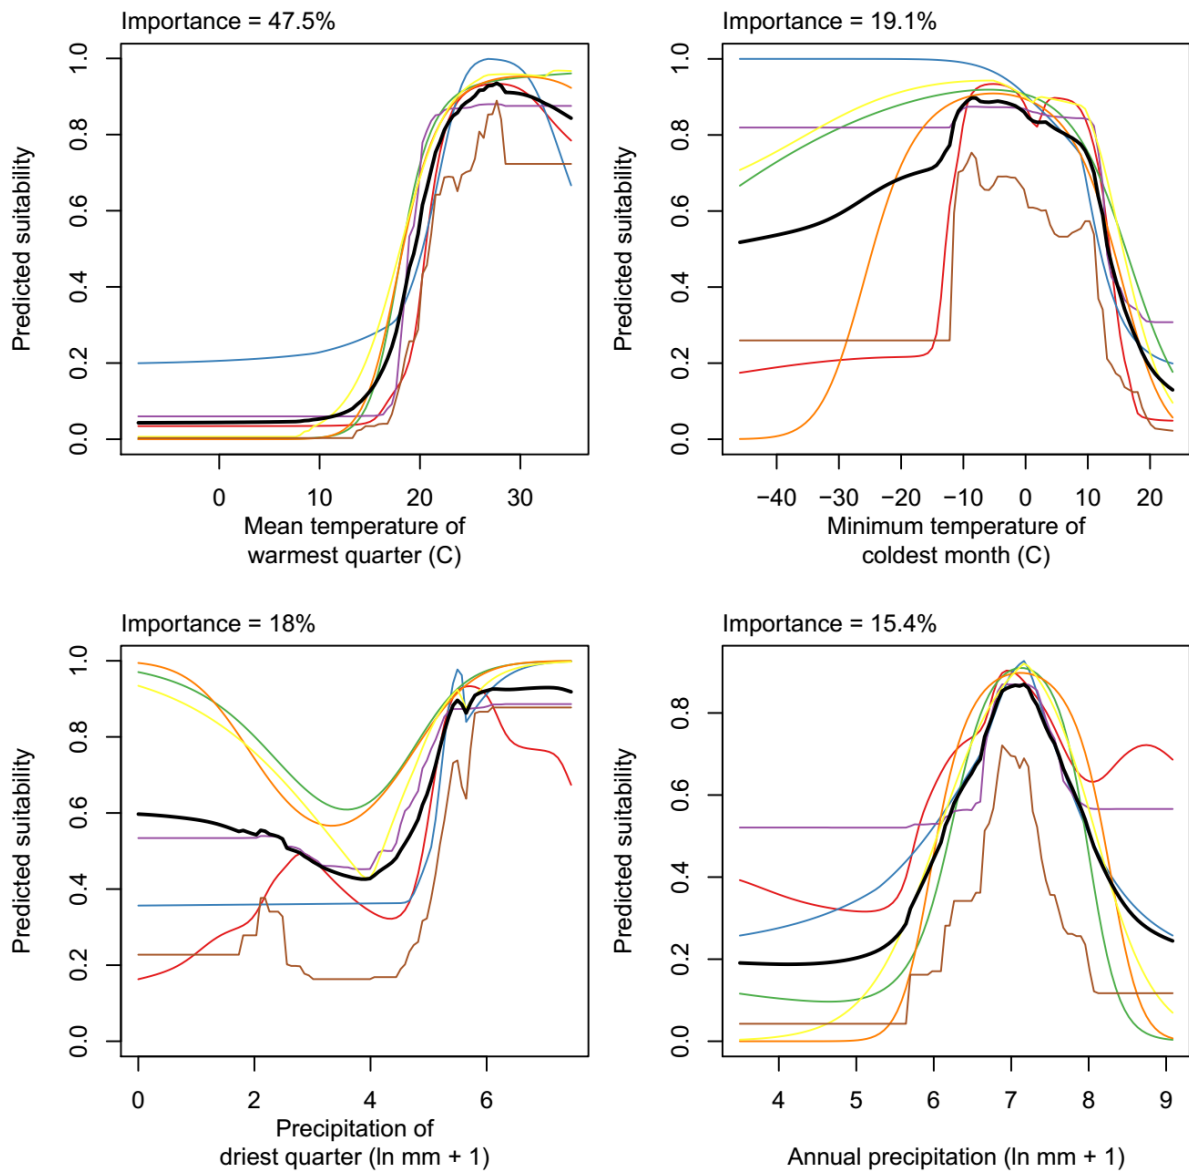 Importance = 47.5%
Predicted suitability
0.0 0.2 0.4 0.6 0.8 1.0
0 10 20 30
Mean temperature of
warmest quarter (C)
Importance = 19.1%
Predicted suitability
0.0 0.2 0.4 0.6 0.8 1.0
−40 −30 −20 −10 0 10 20
Minimum temperature of
coldest month (C)
Importance = 18%
Predicted suitability
0.0 0.2 0.4 0.6 0.8 1.0
0 2 4 6
Precipitation of
driest quarter (ln mm + 1)
Importance = 15.4%
Predicted suitability
0.0 0.2 0.4 0.6 0.8
4 5 6 7 8 9
Annual precipitation (ln mm + 1)